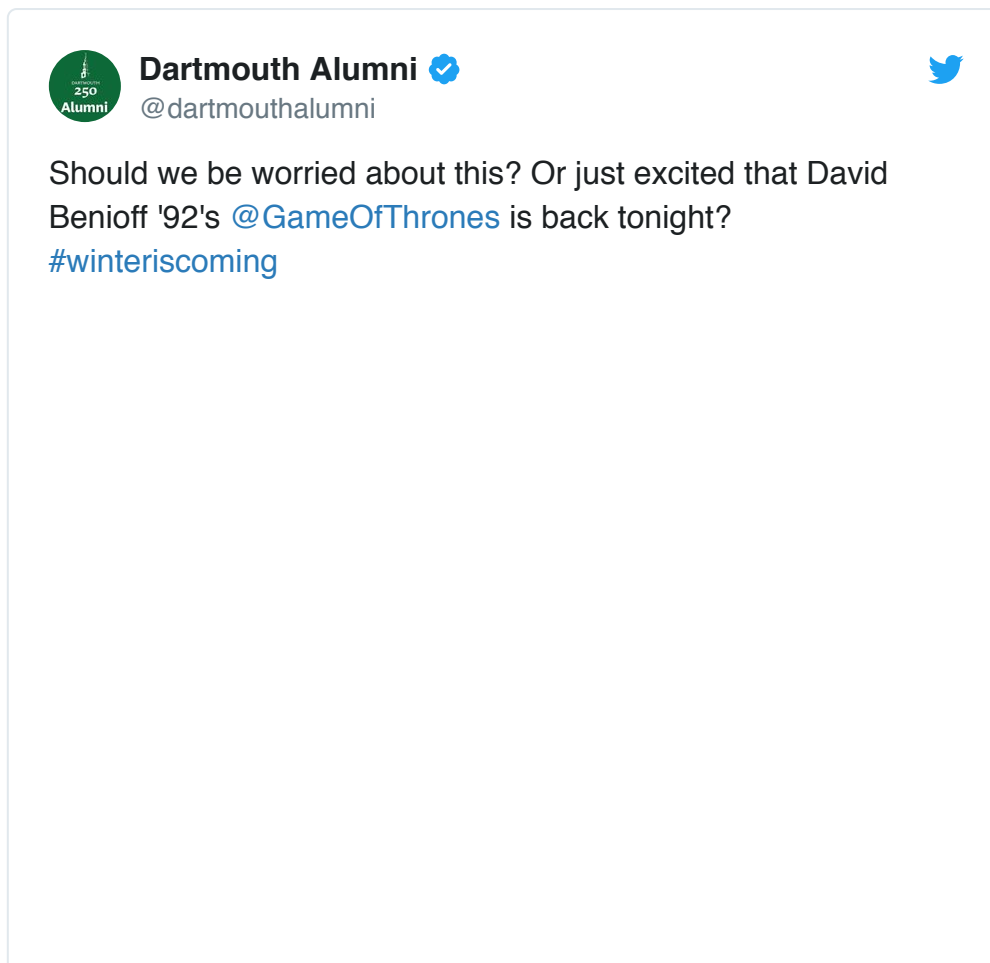 Dartmouth Alumni
@dartmouthalumni
DARTMOUTH
250
Alumni
Should we be worried about this? Or just excited that David
Benioff '92's @GameOfThrones is back tonight?
#winteriscoming